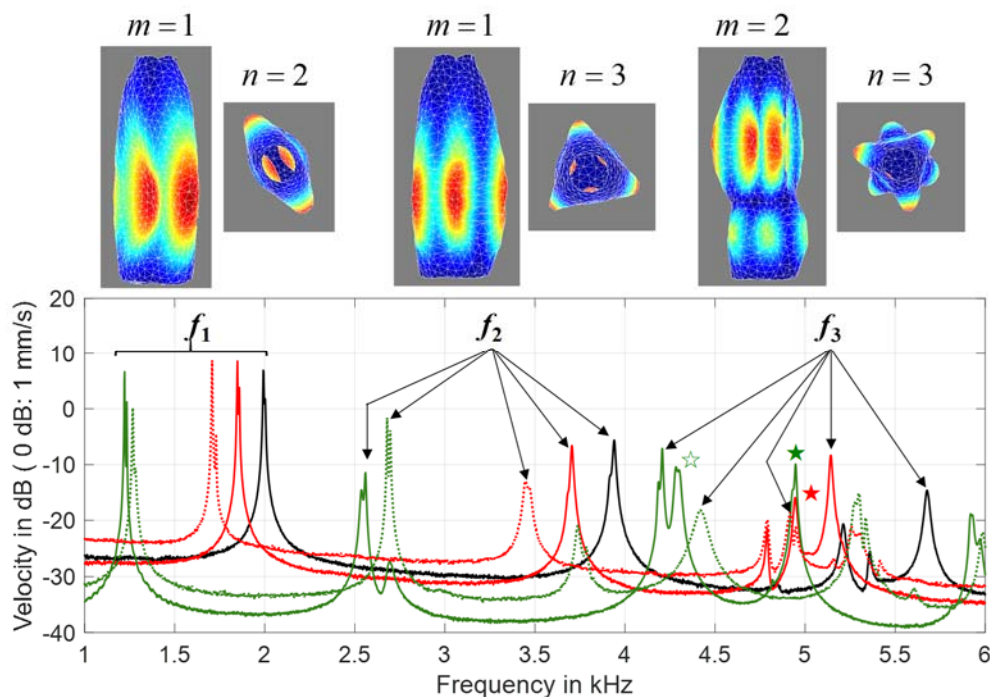 m = 1
n = 2
m = 1
n = 3
m = 2
n = 3
f1
f2
f3
20
10
0
-10
-20
-30
-40
Velocity in dB ( 0 dB: 1 mm/s)
1
1.5
2
2.5
3
3.5
4
4.5
5
5.5
6
Frequency in kHz